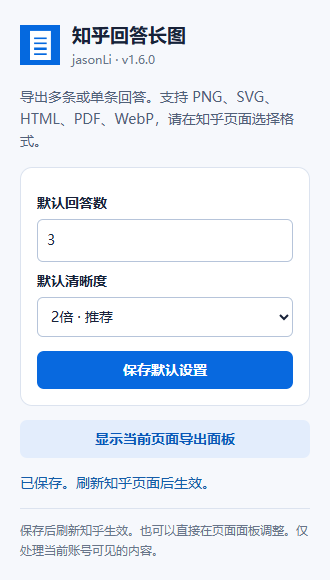 知乎回答长图
jasonLi · v1.6.0
导出多条或单条回答。支持 PNG、SVG、
HTML、PDF、WebP，请在知乎页面选择格
式。
默认回答数
3
默认清晰度
2倍 · 推荐
保存默认设置
显示当前页面导出面板
已保存。刷新知乎页面后生效。
保存后刷新知乎生效。也可以直接在页面面板调整。仅
处理当前账号可见的内容。